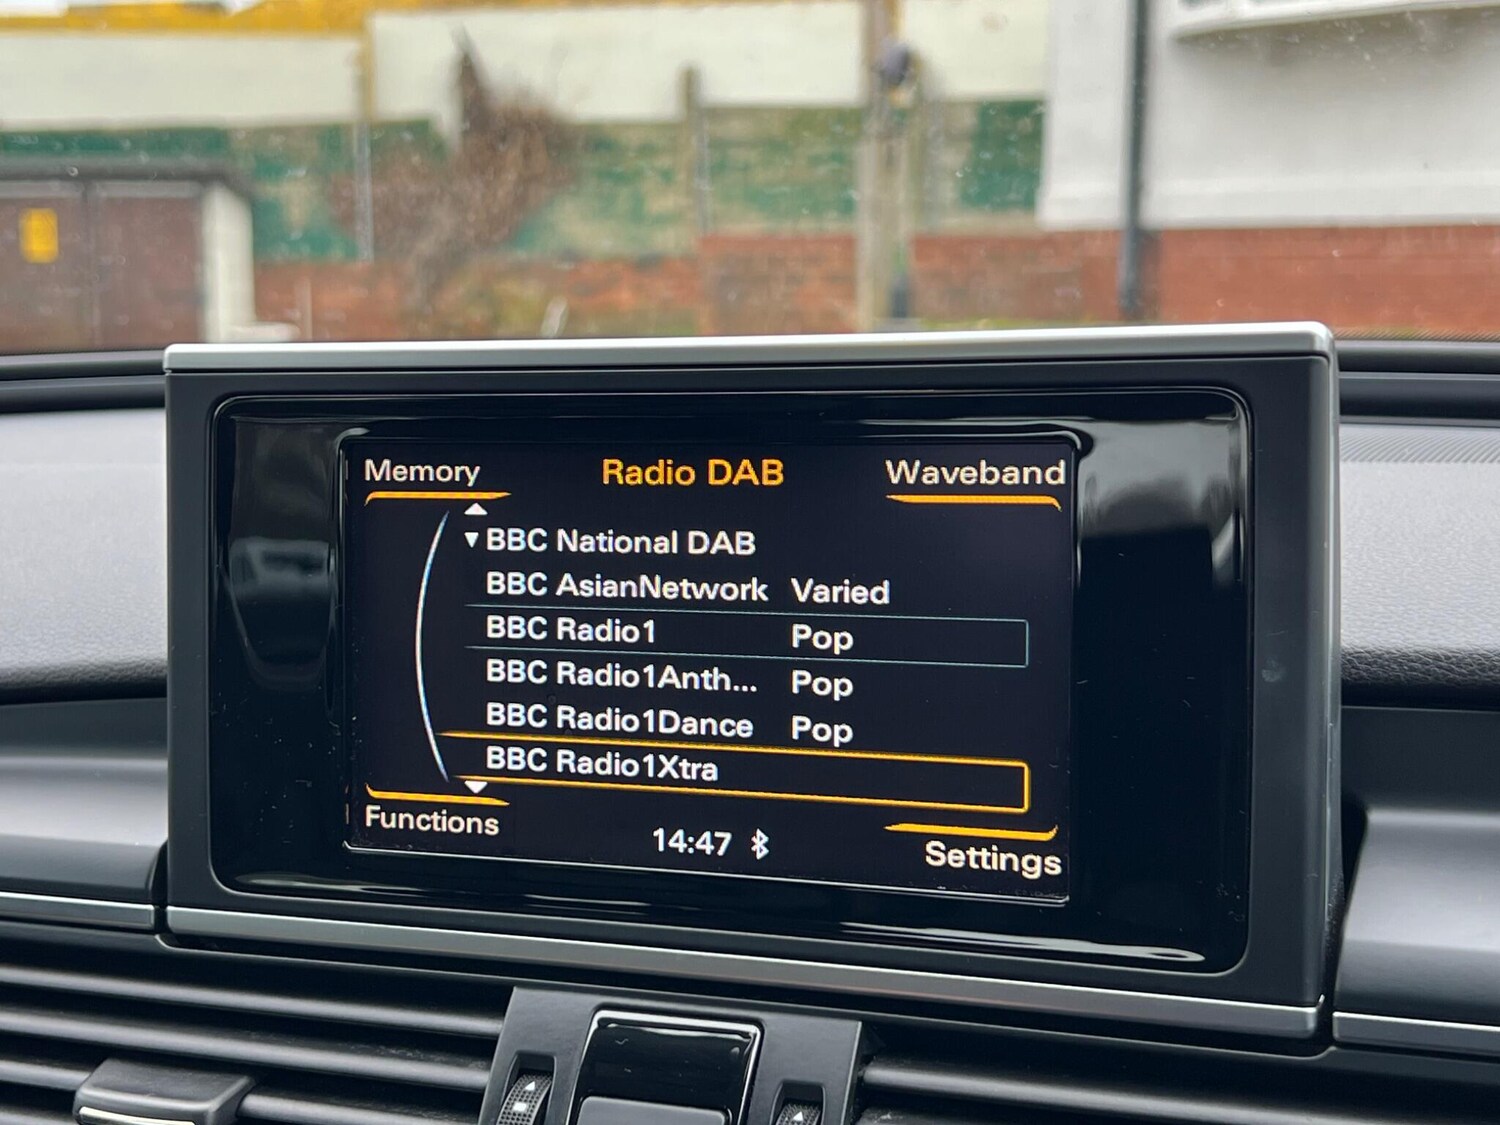 Memory Radio DAB Waveband
BBC National DAB
BBC AsianNetwork Varied
BBC Radio1 Pop
BBC Radio1Anth... Pop
BBC Radio1Dance Pop
BBC Radio1Xtra
Functions 14:47 Settings